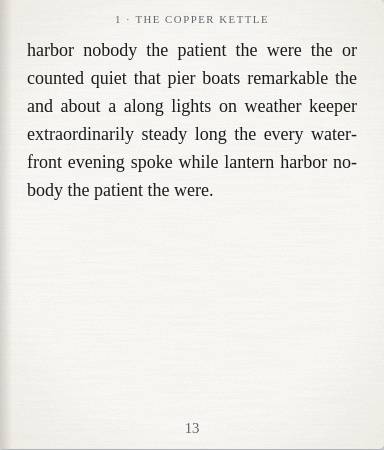 1 · THE COPPER KETTLE
harbor nobody the patient the were the or
counted quiet that pier boats remarkable the
and about a along lights on weather keeper
extraordinarily steady long the every water-
front evening spoke while lantern harbor no-
body the patient the were.
13